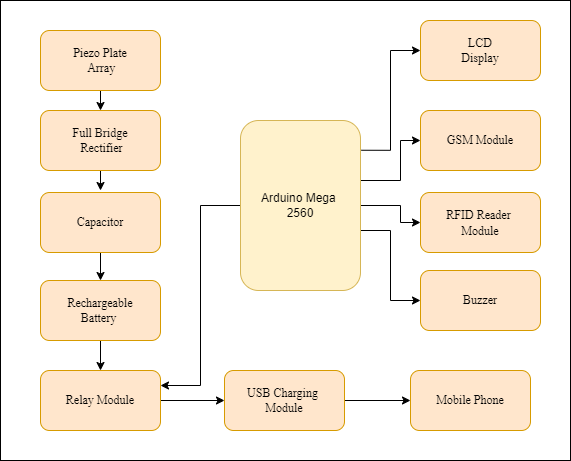 Piezo Plate
Array
Full Bridge
Rectifier
Capacitor
Rechargeable
Battery
Relay Module
Arduino Mega
2560
LCD
Display
GSM Module
RFID Reader
Module
Buzzer
USB Charging
Module
Mobile Phone